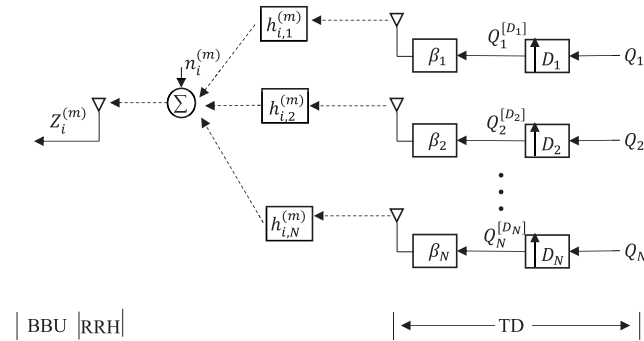 h_{i,1}^{(m)} β_1 Q_1^{[D_1]} D_1 Q_1
n_i^{(m)}
Z_i^{(m)} Σ h_{i,2}^{(m)} β_2 Q_2^{[D_2]} D_2 Q_2
h_{i,N}^{(m)} β_N Q_N^{[D_N]} D_N Q_N
BBU RRH TD